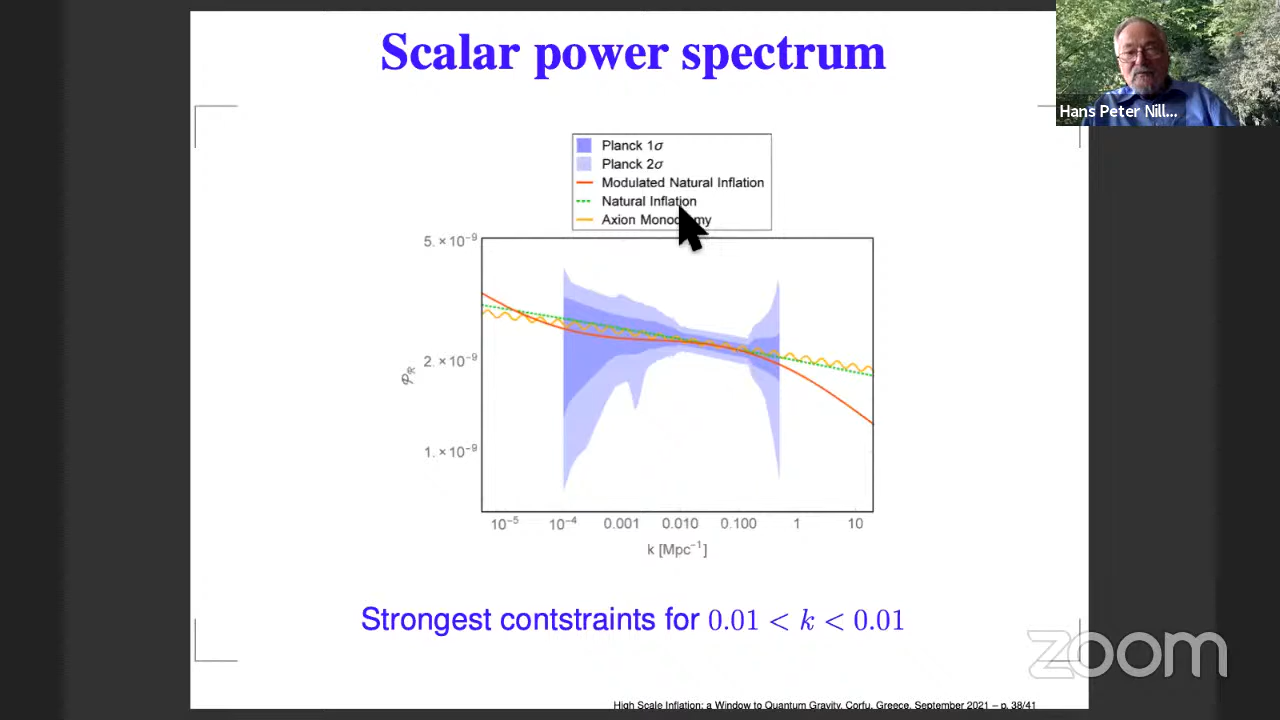 Scalar power spectrum
Hans Peter Nill...
Planck 1σ
Planck 2σ
Modulated Natural Inflation
Natural Inflation
Axion Monodromy
5.×10⁻⁹
2.×10⁻⁹
1.×10⁻⁹
𝒫ℛ
10⁻⁵ 10⁻⁴ 0.001 0.010 0.100 1 10
k [Mpc⁻¹]
Strongest contstraints for 0.01 < k < 0.01
zoom
High Scale Inflation: a Window to Quantum Gravity, Corfu, Greece, September 2021 – p. 38/41